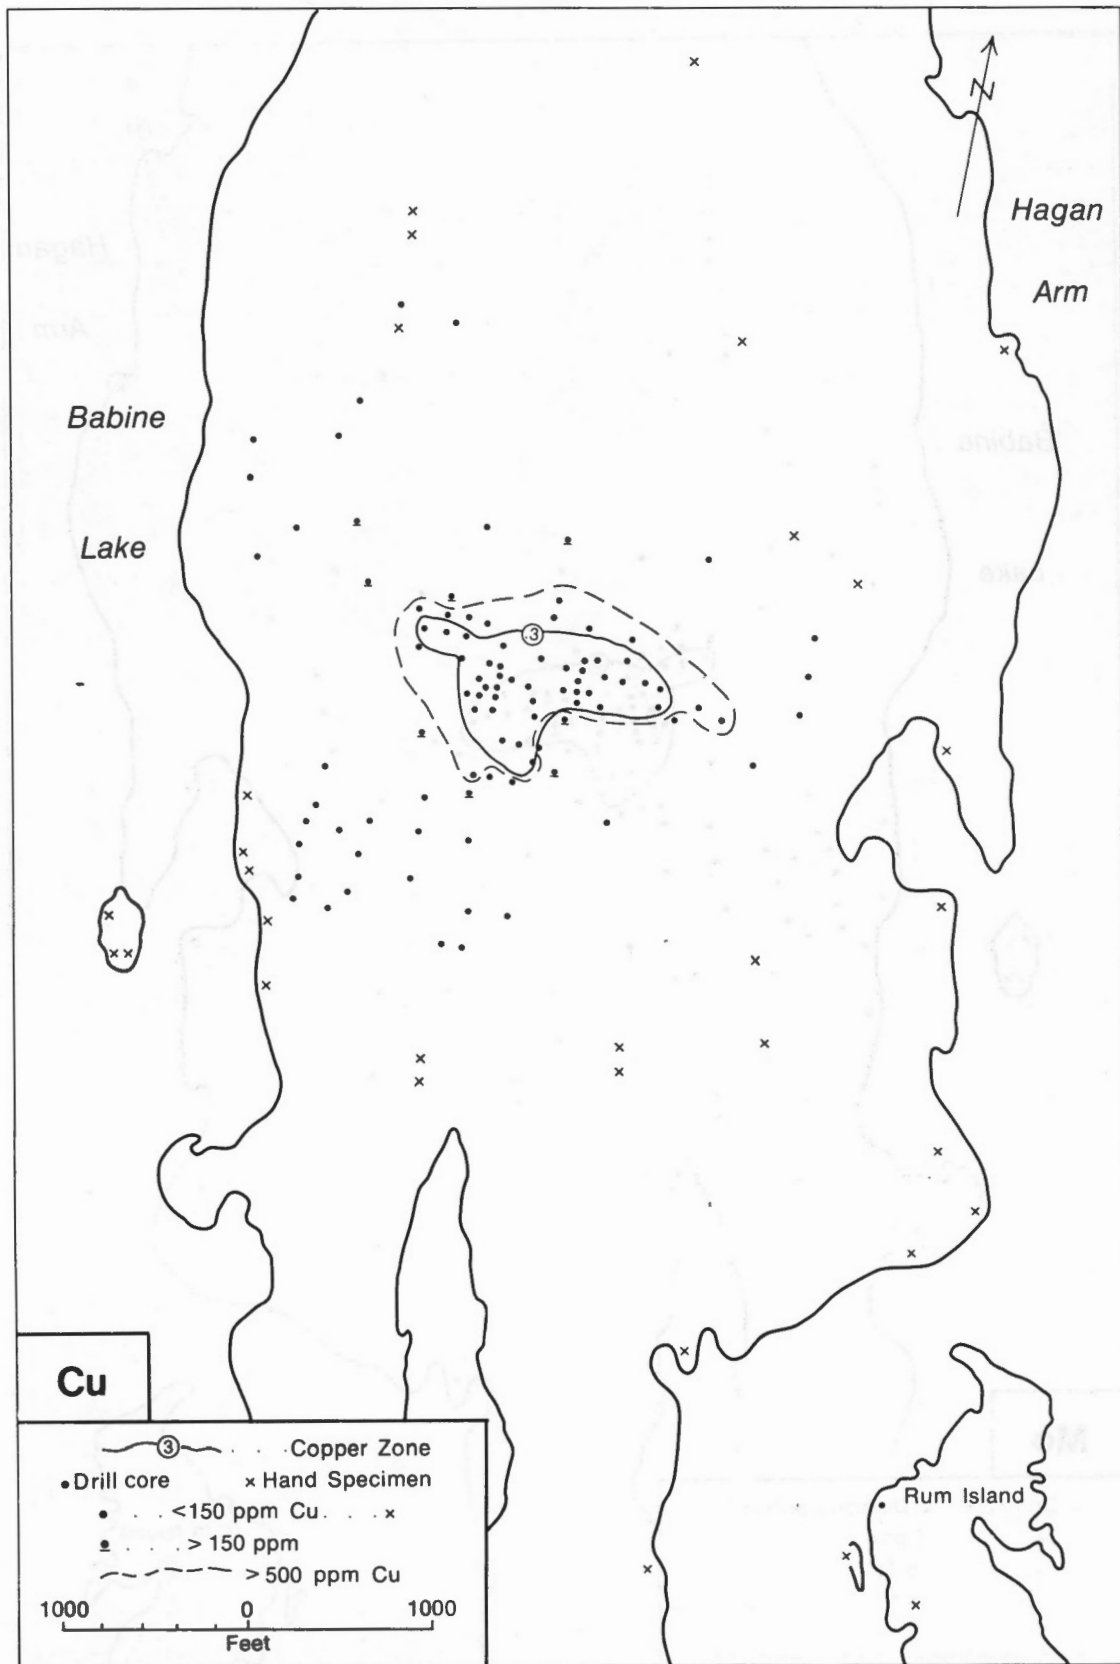 N
Hagan
Arm
Babine
Lake
.3
Cu
3 . . . . Copper Zone
• Drill core x Hand Specimen
• . . . <150 ppm Cu. . . . x
• . . . . > 150 ppm
>500 ppm Cu
Rum Island
1000 0 1000
Feet